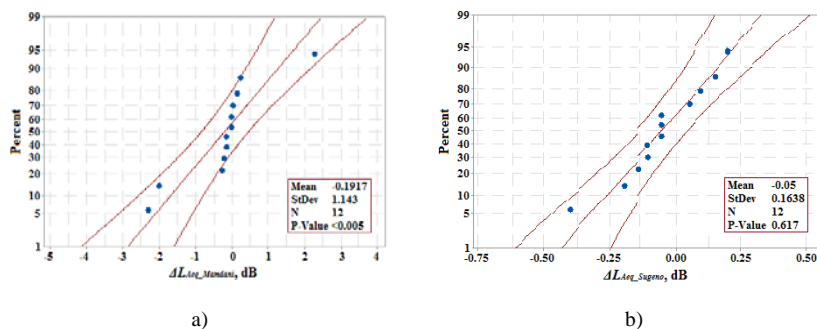 99
95
90
80
70
60
50
40
30
20
10
5
1
Percent
-5 -4 -3 -2 -1 0 1 2 3 4
ΔL_Aeq_Mamdani, dB
Mean -0.1917
StDev 1.143
N 12
P-Value <0.005
a)
99
95
90
80
70
60
50
40
30
20
10
5
1
Percent
-0.75 -0.50 -0.25 0.00 0.25 0.50
ΔL_Aeq_Sugeno, dB
Mean -0.05
StDev 0.1638
N 12
P-Value 0.617
b)